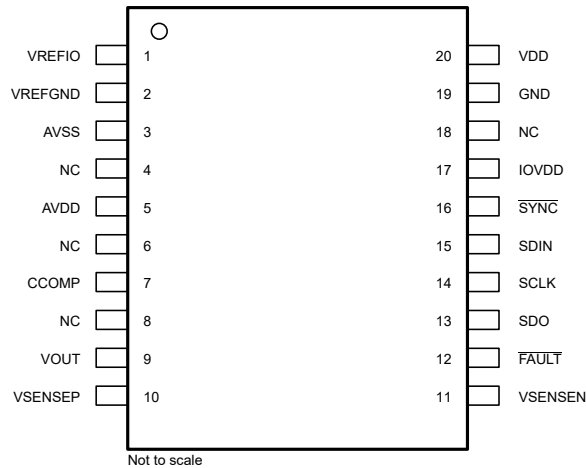 VREFIO 1 20 VDD
VREFGND 2 19 GND
AVSS 3 18 NC
NC 4 17 IOVDD
AVDD 5 16 SYNC
NC 6 15 SDIN
CCOMP 7 14 SCLK
NC 8 13 SDO
VOUT 9 12 FAULT
VSENSEP 10 11 VSENSEN
Not to scale